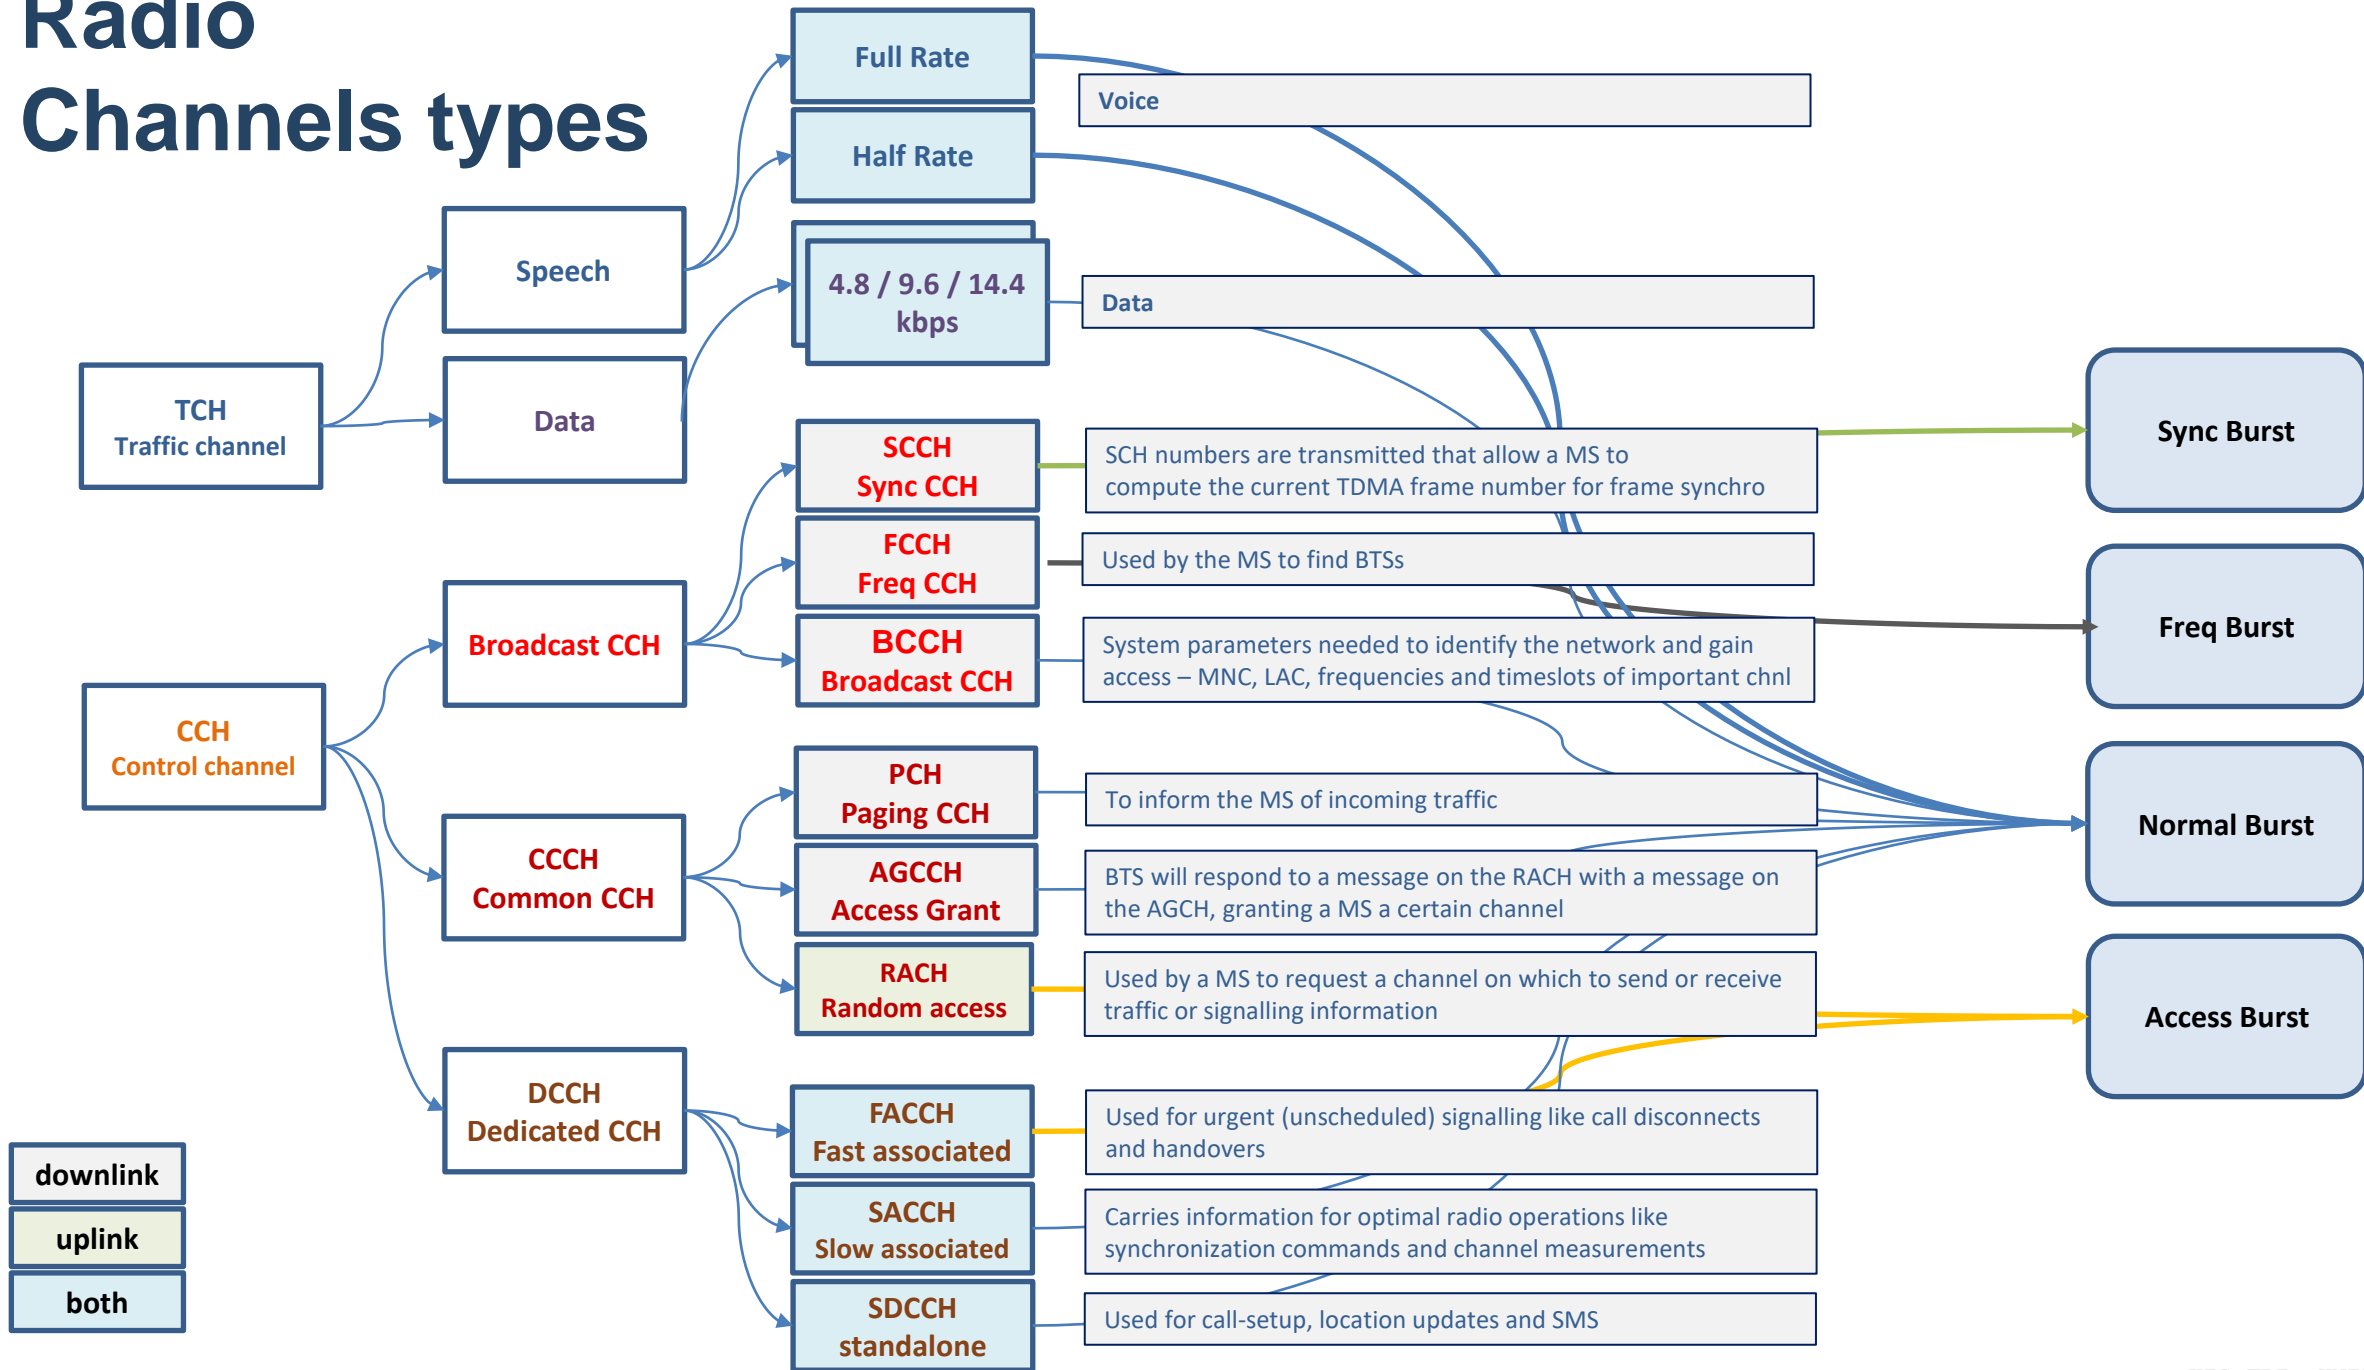 Radio
Channels types
Full Rate
Voice
Half Rate
Speech
4.8 / 9.6 / 14.4
kbps
Data
TCH
Traffic channel
Data
SCCH
Sync CCH
SCH numbers are transmitted that allow a MS to
compute the current TDMA frame number for frame synchro
Sync Burst
FCCH
Freq CCH
Used by the MS to find BTSs
Freq Burst
Broadcast CCH
BCCH
Broadcast CCH
System parameters needed to identify the network and gain
access – MNC, LAC, frequencies and timeslots of important chnl
CCH
Control channel
PCH
Paging CCH
To inform the MS of incoming traffic
Normal Burst
CCCH
Common CCH
AGCCH
Access Grant
BTS will respond to a message on the RACH with a message on
the AGCH, granting a MS a certain channel
RACH
Random access
Used by a MS to request a channel on which to send or receive
traffic or signalling information
Access Burst
DCCH
Dedicated CCH
FACCH
Fast associated
Used for urgent (unscheduled) signalling like call disconnects
and handovers
SACCH
Slow associated
Carries information for optimal radio operations like
synchronization commands and channel measurements
SDCCH
standalone
Used for call-setup, location updates and SMS
downlink
uplink
both